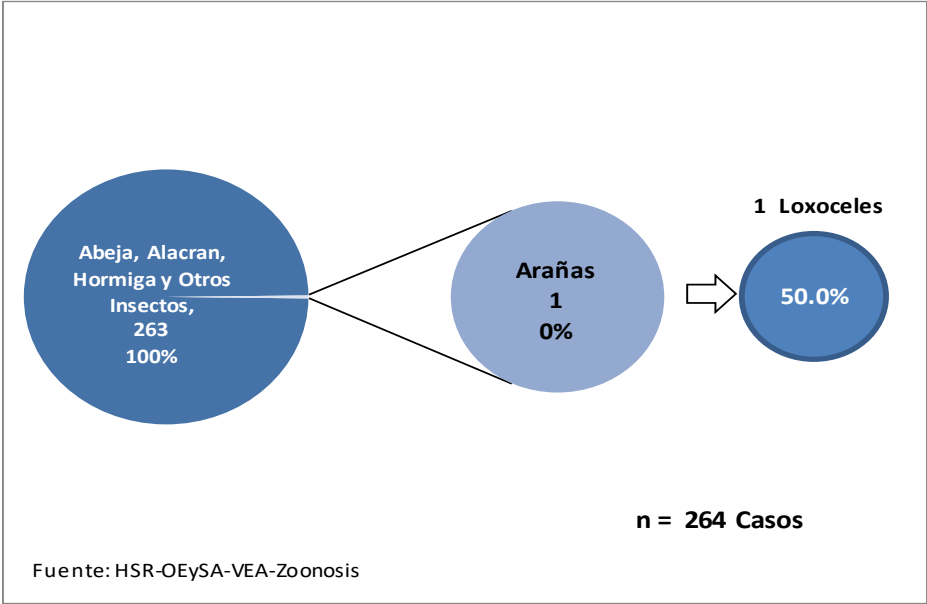 Abeja, Alacran,
Hormiga y Otros
Insectos,
263
100%
Arañas
1
0%
1 Loxoceles
50.0%
n = 264 Casos
Fuente: HSR-OEySA-VEA-Zoonosis